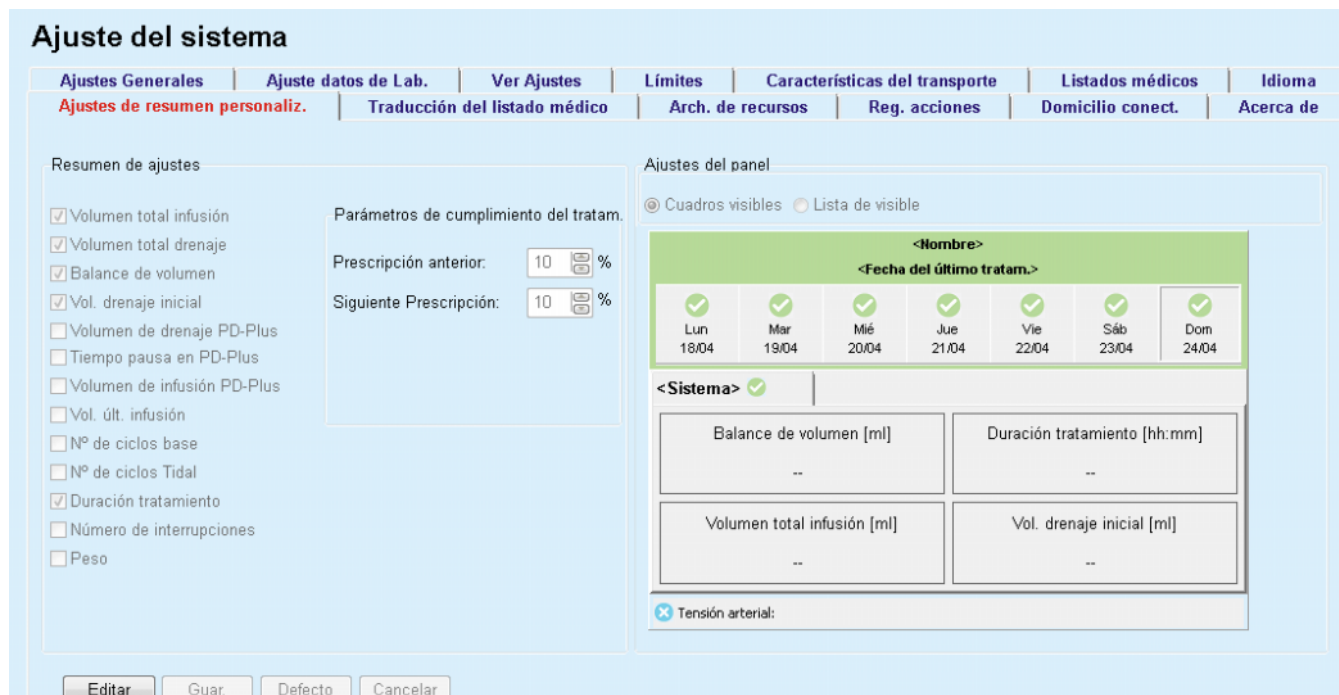 Ajuste del sistema
Ajustes Generales Ajuste datos de Lab. Ver Ajustes Límites Características del transporte Listados médicos Idioma
Ajustes de resumen personaliz. Traducción del listado médico Arch. de recursos Reg. acciones Domicilio conect. Acerca de
Resumen de ajustes
Volumen total infusión
Volumen total drenaje
Balance de volumen
Vol. drenaje inicial
Volumen de drenaje PD-Plus
Tiempo pausa en PD-Plus
Volumen de infusión PD-Plus
Vol. últ. infusión
Nº de ciclos base
Nº de ciclos Tidal
Duración tratamiento
Número de interrupciones
Peso
Parámetros de cumplimiento del tratam.
Prescripción anterior: 10 %
Siguiente Prescripción: 10 %
Ajustes del panel
Cuadros visibles Lista de visible
<Nombre>
<Fecha del último tratam.>
Lun Mar Mié Jue Vie Sáb Dom
18/04 19/04 20/04 21/04 22/04 23/04 24/04
<Sistema>
Balance de volumen [ml] Duración tratamiento [hh:mm]
-- --
Volumen total infusión [ml] Vol. drenaje inicial [ml]
-- --
Tensión arterial:
Editar Guar. Defecto Cancelar